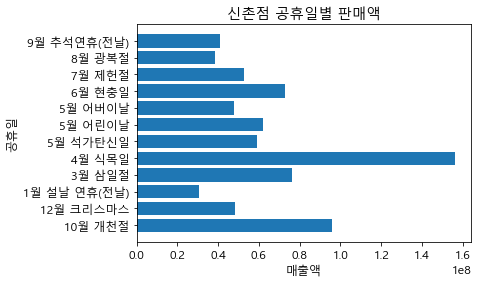 신촌점 공휴일별 판매액
9월 추석연휴(전날)
8월 광복절
7월 제헌절
6월 현충일
5월 어버이날
5월 어린이날
5월 석가탄신일
4월 식목일
3월 삼일절
1월 설날 연휴(전날)
12월 크리스마스
10월 개천절
공휴일
0.0 0.2 0.4 0.6 0.8 1.0 1.2 1.4 1.6
1e8
매출액